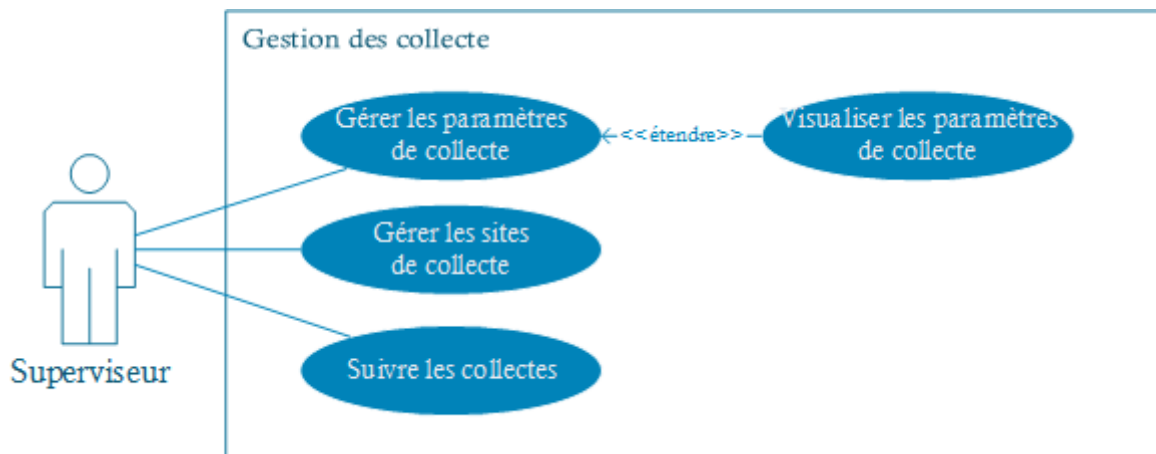 Gestion des collecte
Gérer les paramètres
de collecte
<<étendre>>
Visualiser les paramètres
de collecte
Gérer les sites
de collecte
Suivre les collectes
Superviseur